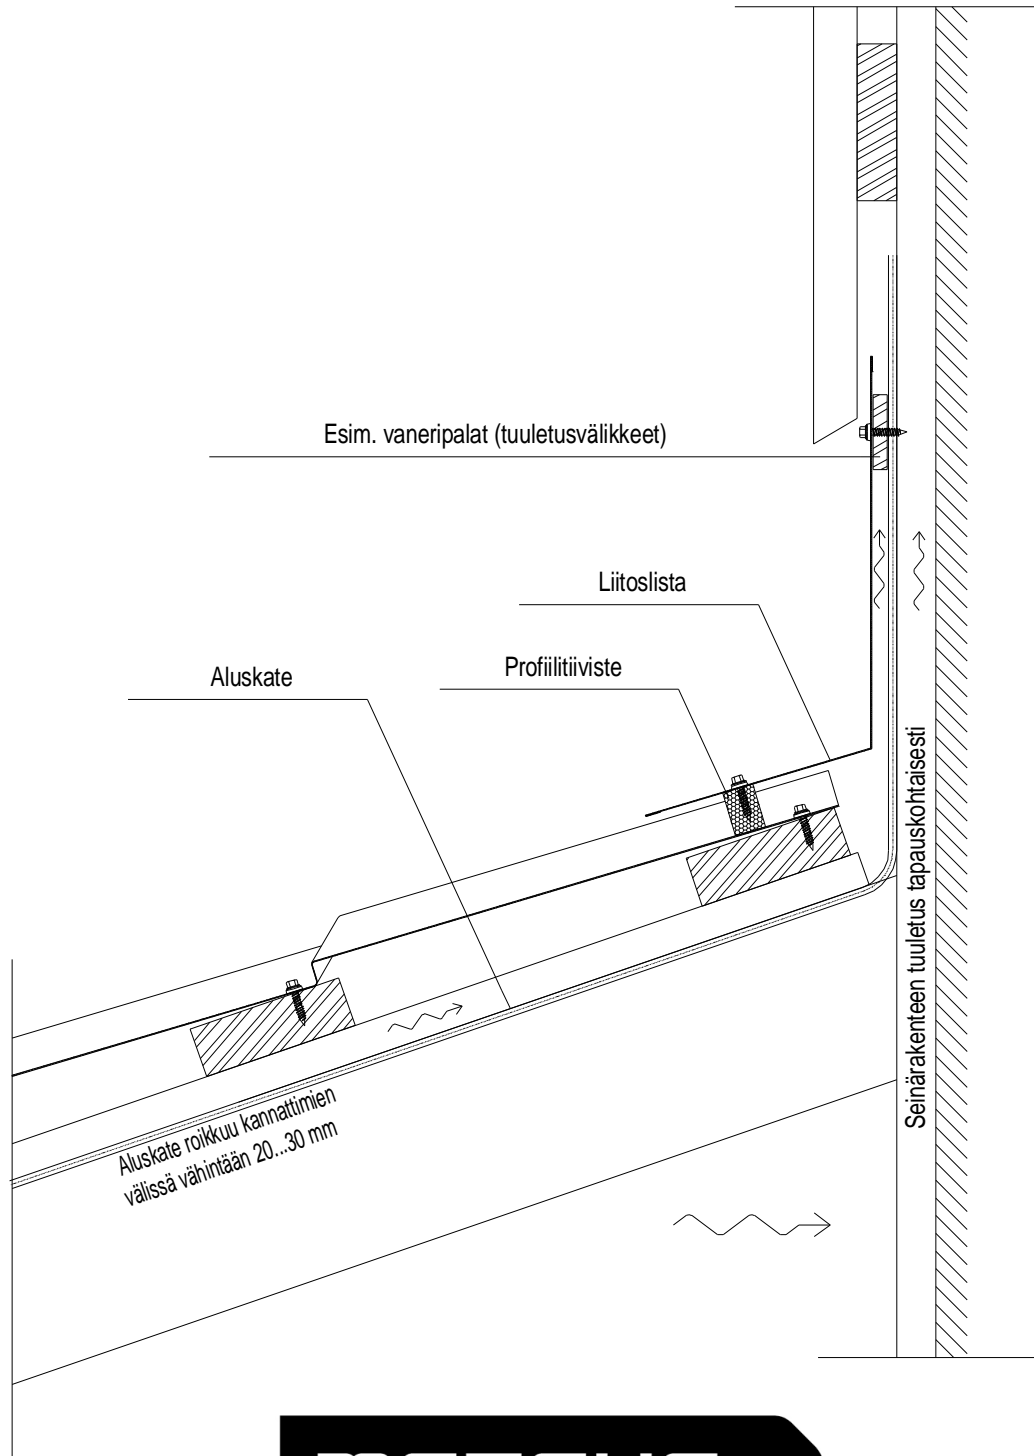 Esim. vaneripalat (tuuletusvälikkeet)
Liitoslista
Profiilitiiviste
Aluskate
Seinärakenteen tuuletus tapauskohtaisesti
Aluskate roikkuu kannattimien
välissä vähintään 20...30 mm